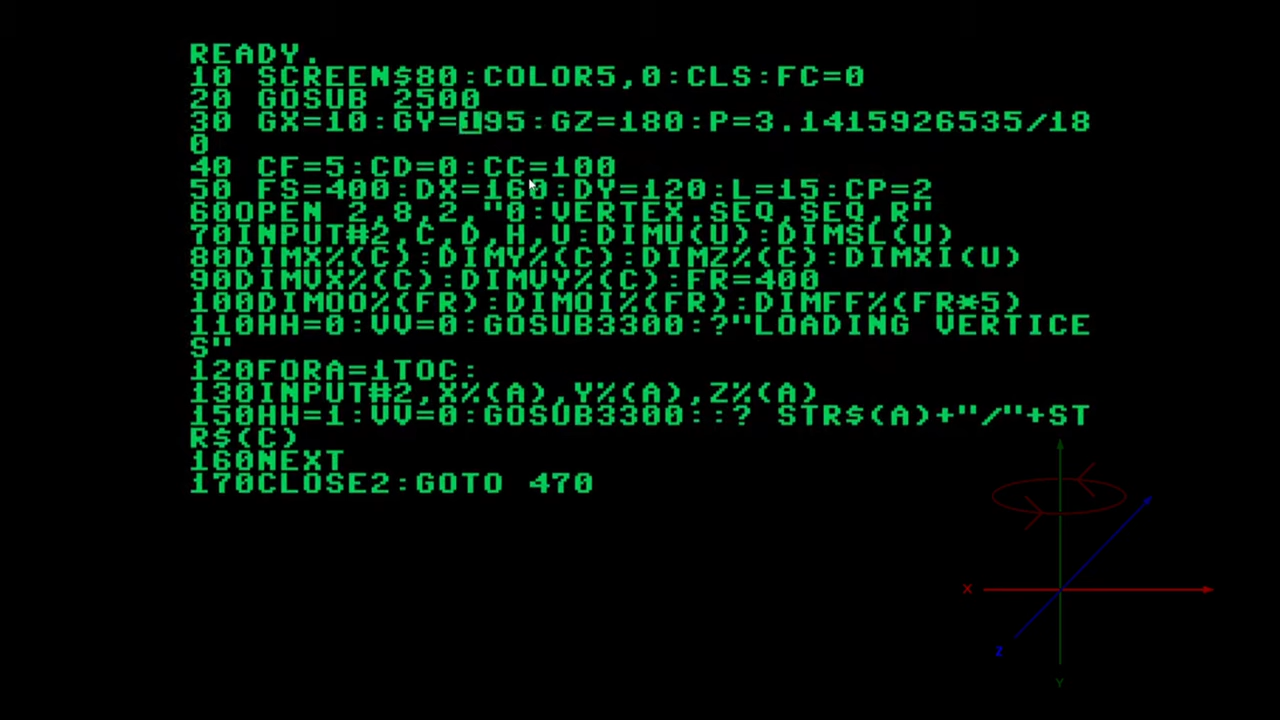 READY.
10 SCREEN$80:COLOR5,0:CLS:FC=0
20 GOSUB 2500
30 GX=10:GY=195:GZ=180:P=3.1415926535/18
0
40 CF=5:CD=0:CC=100
50 FS=400:DX=160:DY=120:L=15:CP=2
60OPEN 2,8,2,"0:VERTEX.SEQ,SEQ,R"
70INPUT#2,C,D,H,U:DIMU(U):DIMSL(U)
80DIMX%(C):DIMY%(C):DIMZ%(C):DIMXI(U)
90DIMVX%(C):DIMVY%(C):FR=400
100DIMOO%(FR):DIMOI%(FR):DIMFF%(FR*5)
110HH=0:VV=0:GOSUB3300:?"LOADING VERTICE
S"
120FORA=1TOC:
130INPUT#2,X%(A),Y%(A),Z%(A)
150HH=1:VV=0:GOSUB3300::? STR$(A)+"/"+ST
R$(C)
160NEXT
170CLOSE2:GOTO 470
X
Z
Y